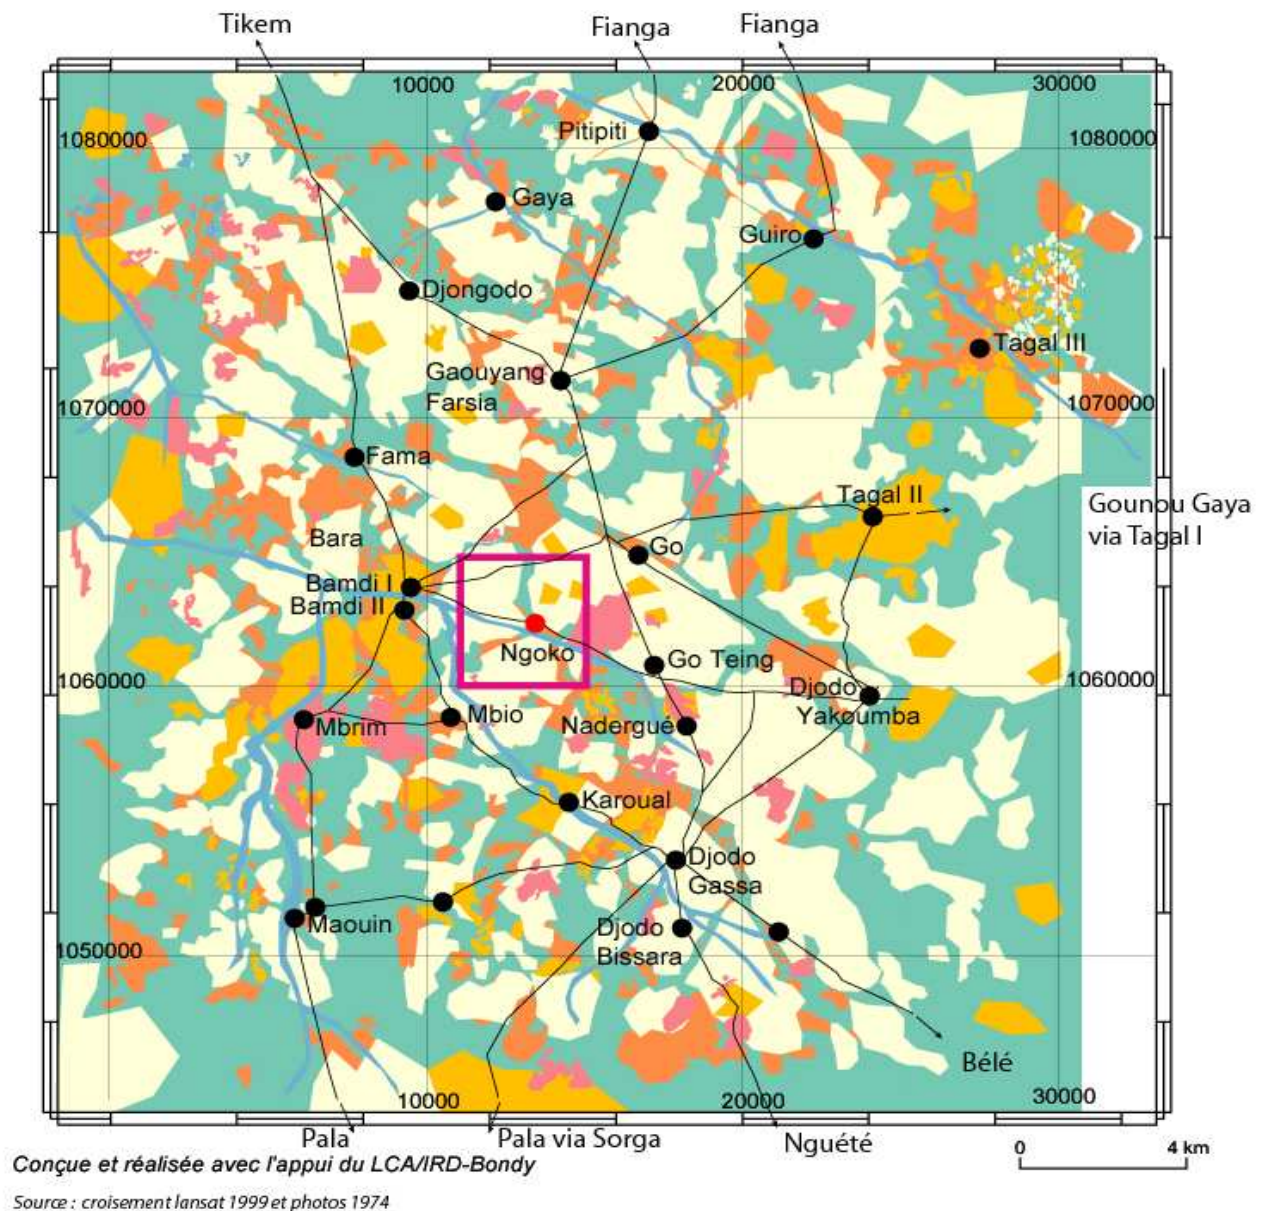 Tikem
Fianga
Fianga
10000
20000
30000
1080000
Pitipiti
1080000
Gaya
Guiro
Djongodo
Tagal III
Gaouyang
Farsia
1070000
1070000
Fama
Tagal II
Gounou Gaya
via Tagal I
Bara
Go
Bamdi I
Bamdi II
Ngoko
Go Teing
1060000
1060000
Djodo
Yakoumba
Mbrim
Mbio
Nadergué
Karoual
Djodo
Gassa
Maouin
Djodo
Bissara
1050000
Bélé
10000
20000
30000
Pala
Pala via Sorga
Nguété
0
4 km
Conçue et réalisée avec l'appui du LCA/IRD-Bondy
Source : croisement lansat 1999 et photos 1974